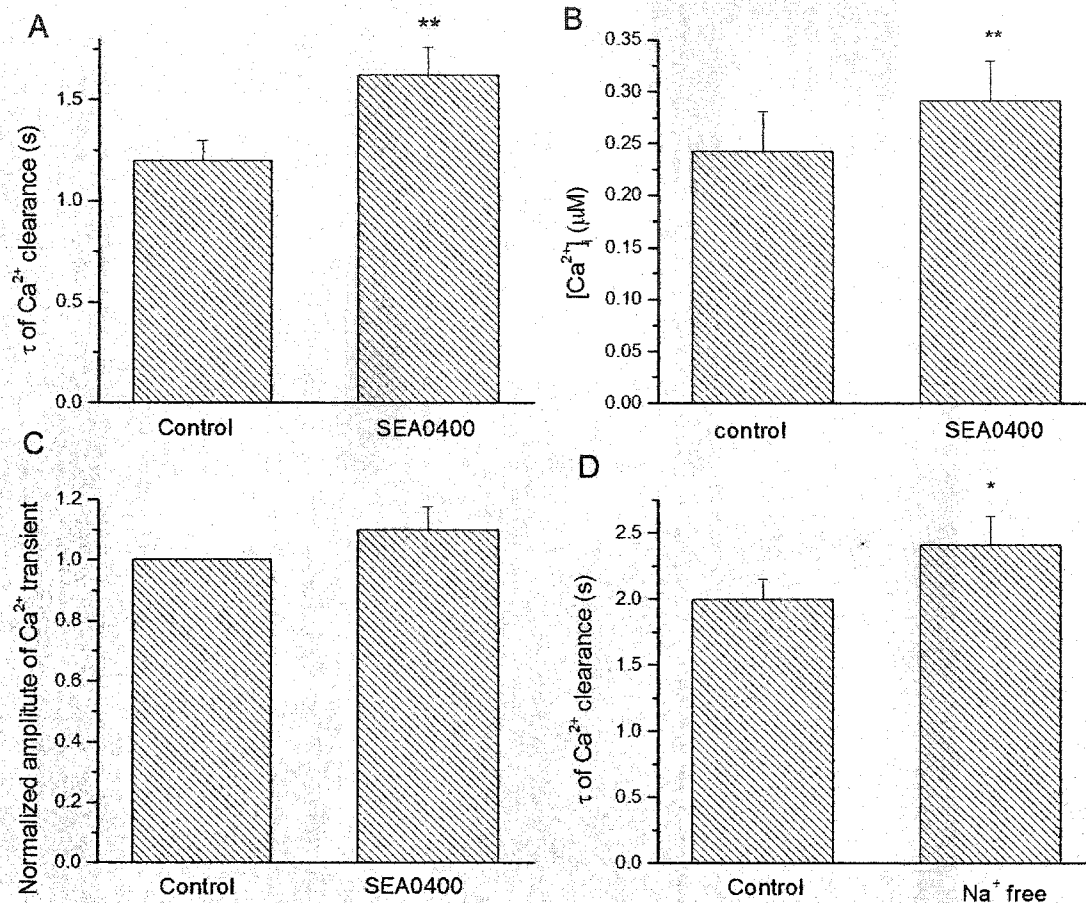 A
**
τ of Ca²⁺ clearance (s)
1.5
1.0
0.5
0.0
Control
SEA0400
B
**
[Ca²⁺]ᵢ (μM)
0.35
0.30
0.25
0.20
0.15
0.10
0.05
0.00
control
SEA0400
C
Normalized amplitute of Ca²⁺ transient
1.2
1.0
0.8
0.6
0.4
0.2
0.0
Control
SEA0400
D
*
τ of Ca²⁺ clearance (s)
2.5
2.0
1.5
1.0
0.5
0.0
Control
Na⁺ free